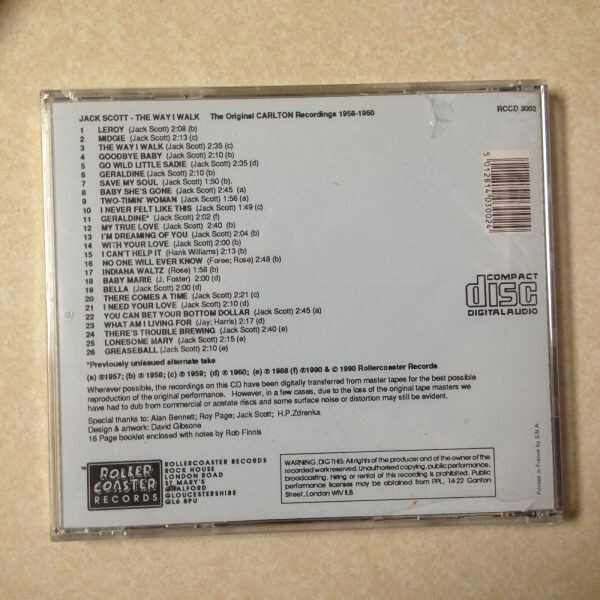 JACK SCOTT - THE WAY I WALK The Original CARLTON Recordings 1958-1960
RCCD 3002
1 LEROY (Jack Scott) 2:08 (b)
2 MIDGIE (Jack Scott) 2:13 (c)
3 THE WAY I WALK (Jack Scott) 2:35 (c)
4 GOODBYE BABY (Jack Scott) 2:10 (b)
5 GO WILD LITTLE SADIE (Jack Scott) 2:35 (d)
6 GERALDINE (Jack Scott) 2:10 (b)
7 SAVE MY SOUL (Jack Scott) 1:50 (b).
8 BABY SHE'S GONE (Jack Scott) 2:45 (a)
9 TWO-TIMIN' WOMAN (Jack Scott) 1:56 (a)
10 I NEVER FELT LIKE THIS (Jack Scott) 1:49 (c)
11 GERALDINE* (Jack Scott) 2:02 (f)
12 MY TRUE LOVE (Jack Scott) 2:40 (b)
13 I'M DREAMING OF YOU (Jack Scott) 2:04 (b)
14 WITH YOUR LOVE (Jack Scott) 2:00 (b)
15 I CAN'T HELP IT (Hank Williams) 2:13 (b)
16 NO ONE WILL EVER KNOW (Foree; Rose) 2:48 (b)
17 INDIANA WALTZ (Rose) 1:58 (b)
18 BABY MARIE (J. Foster) 2:00 (d)
19 BELLA (Jack Scott) 2:00 (d)
20 THERE COMES A TIME (Jack Scott) 2:21 (c)
21 I NEED YOUR LOVE (Jack Scott) 2:10 (d)
22 YOU CAN BET YOUR BOTTOM DOLLAR (Jack Scott) 2:45 (a)
23 WHAT AM I LIVING FOR (Jay; Harris) 2:17 (d)
24 THERE'S TROUBLE BREWING (Jack Scott) 2:40 (e)
25 LONESOME MARY (Jack Scott) 2:15 (e)
26 GREASEBALL (Jack Scott) 2:10 (e)
5 012814 030024
COMPACT
disc
DIGITAL AUDIO
*Previously unissued alternate take
(a) ℗1957; (b) ℗ 1958; (c) ℗ 1959; (d) ℗ 1960; (e) ℗ 1988 (f) ℗1990 & © 1990 Rollercoaster Records
Wherever possible, the recordings on this CD have been digitally transferred from master tapes for the best possible
reproduction of the original performance. However, in a few cases, due to the loss of the original tape masters we
have had to dub from commercial or acetate discs and some surface noise or distortion may still be evident.
Special thanks to: Alan Bennett; Roy Page; Jack Scott; H.P.Zdrenka
Design & artwork: David Gibsone
16 Page booklet enclosed with notes by Rob Finnis
™
ROLLER
COASTER
RECORDS
ROLLERCOASTER RECORDS
ROCK HOUSE
LONDON ROAD
ST MARY'S
CHALFORD
GLOUCESTERSHIRE
GL6 8PU
WARNING, DIG THIS: All rights of the producer and of the owner of the
recorded work reserved. Unauthorised copying, public performance,
broadcasting, hiring or rental of this recording is prohibited. Public
performance licenses may be obtained from PPL, 14-22 Ganton
Street, London W1V 1LB
Printed in France by S.N.A.